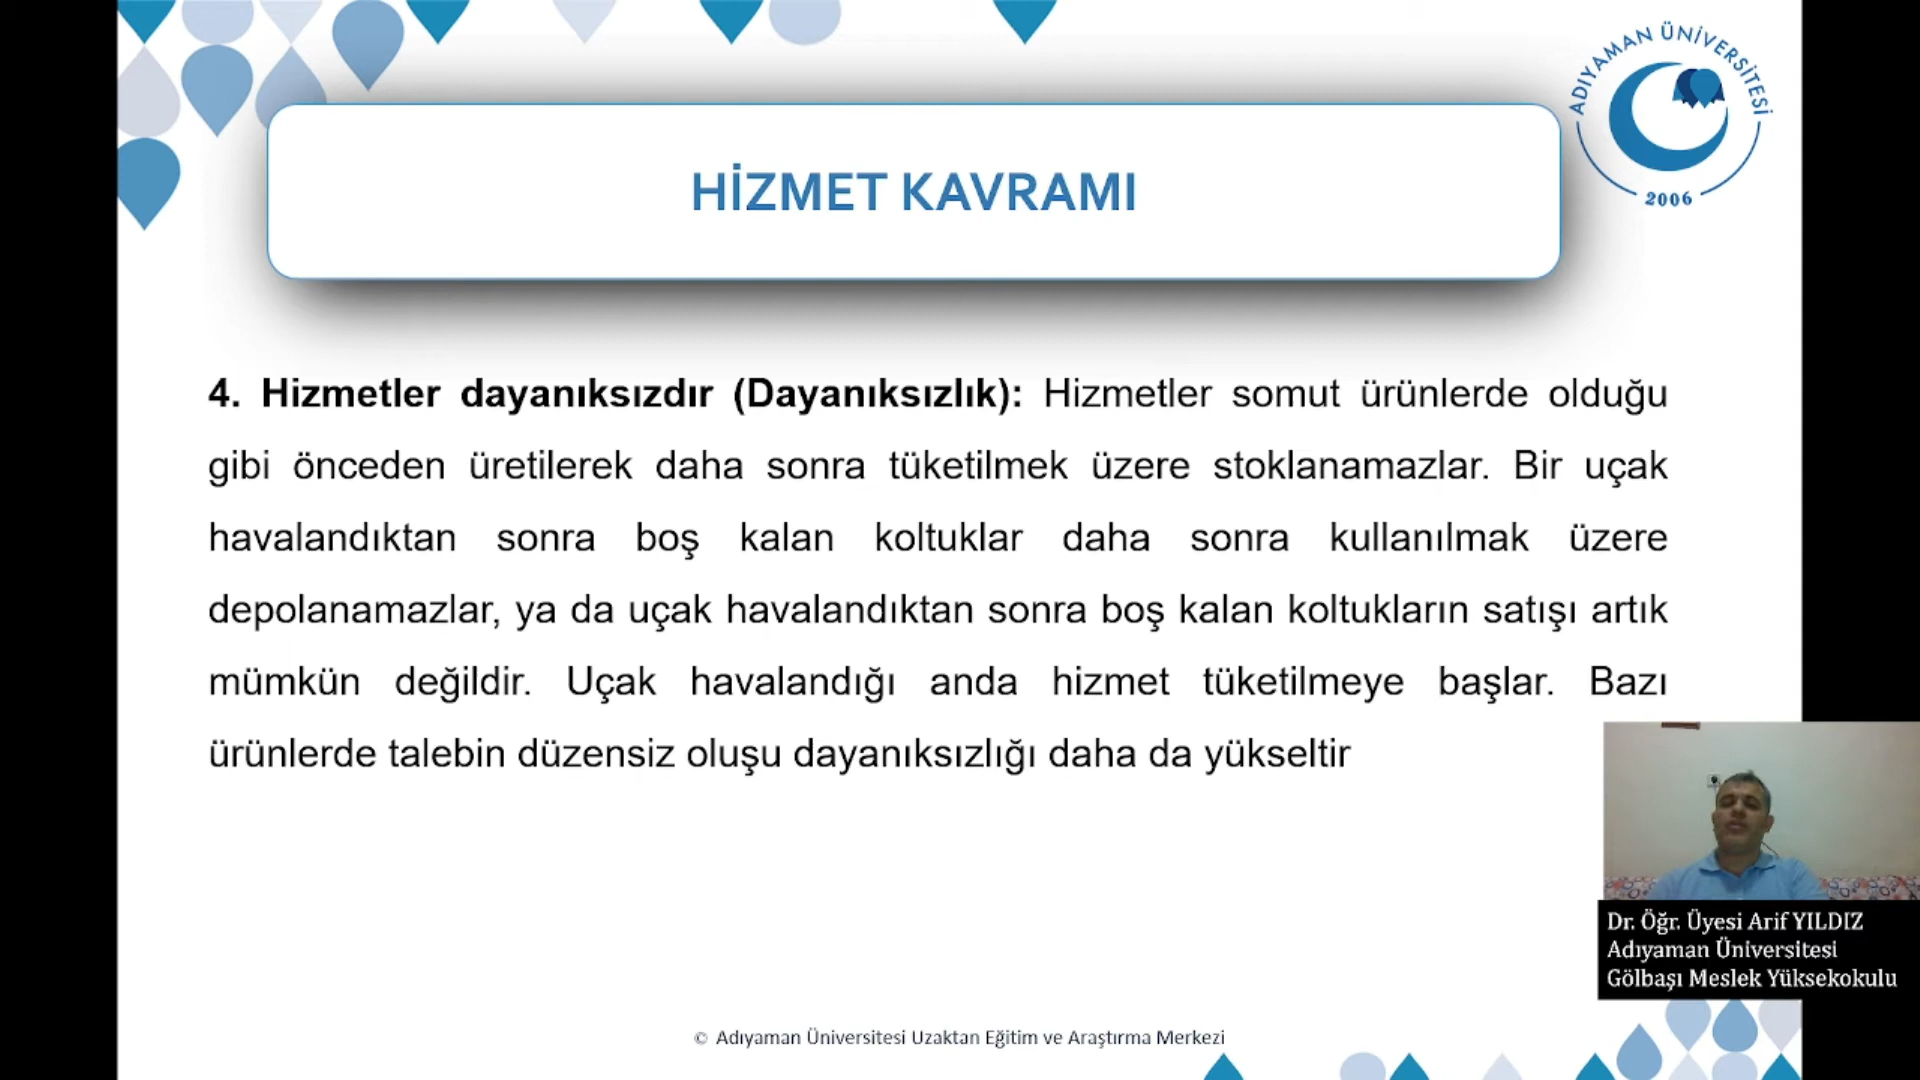 ADIYAMAN ÜNİVERSİTESİ
2006
HİZMET KAVRAMI
4. Hizmetler dayanıksızdır (Dayanıksızlık): Hizmetler somut ürünlerde olduğu
gibi önceden üretilerek daha sonra tüketilmek üzere stoklanamazlar. Bir uçak
havalandıktan sonra boş kalan koltuklar daha sonra kullanılmak üzere
depolanamazlar, ya da uçak havalandıktan sonra boş kalan koltukların satışı artık
mümkün değildir. Uçak havalandığı anda hizmet tüketilmeye başlar. Bazı
ürünlerde talebin düzensiz oluşu dayanıksızlığı daha da yükseltir
Dr. Öğr. Üyesi Arif YILDIZ
Adıyaman Üniversitesi
Gölbaşı Meslek Yüksekokulu
© Adıyaman Üniversitesi Uzaktan Eğitim ve Araştırma Merkezi